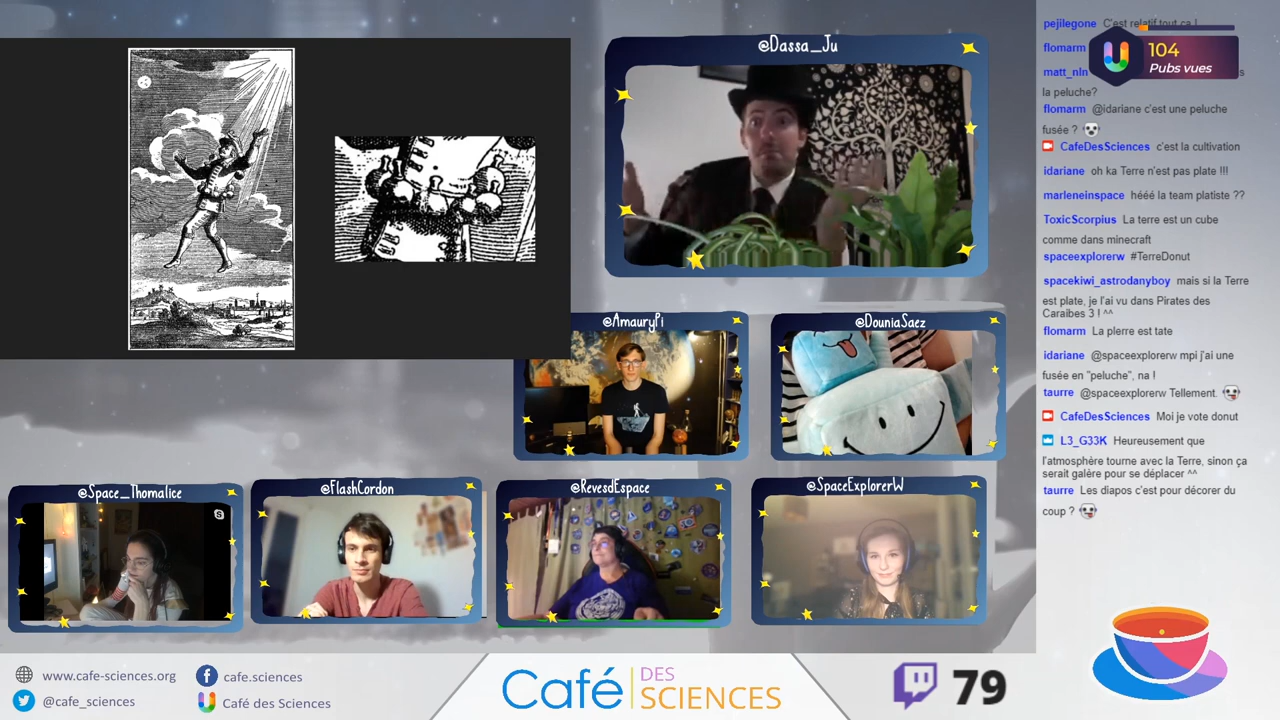 @Dassa_Ju
@AmauryPi
@DouniaSaez
@Space_Thomalice
@FlashCordon
@RevesdEspace
@SpaceExplorerW
pejilegone C'est relatif tout ça !
flomarm
matt_nln
104
Pubs vues
la peluche?
flomarm @idariane c'est une peluche
fusée ?
CafeDesSciences c'est la cultivation
idariane oh ka Terre n'est pas plate !!!
marleneinspace hééé la team platiste ??
ToxicScorpius La terre est un cube
comme dans minecraft
spaceexplorerw #TerreDonut
spacekiwi_astrodanyboy mais si la Terre
est plate, je l'ai vu dans Pirates des
Caraibes 3 ! ^^
flomarm La plerre est tate
idariane @spaceexplorerw mpi j'ai une
fusée en "peluche", na !
taurre @spaceexplorerw Tellement.
CafeDesSciences Moi je vote donut
L3_G33K Heureusement que
l'atmosphère tourne avec la Terre, sinon ça
serait galère pour se déplacer ^^
taurre Les diapos c'est pour décorer du
coup ?
www.cafe-sciences.org
cafe.sciences
@cafe_sciences
Café des Sciences
Café DES SCIENCES
79